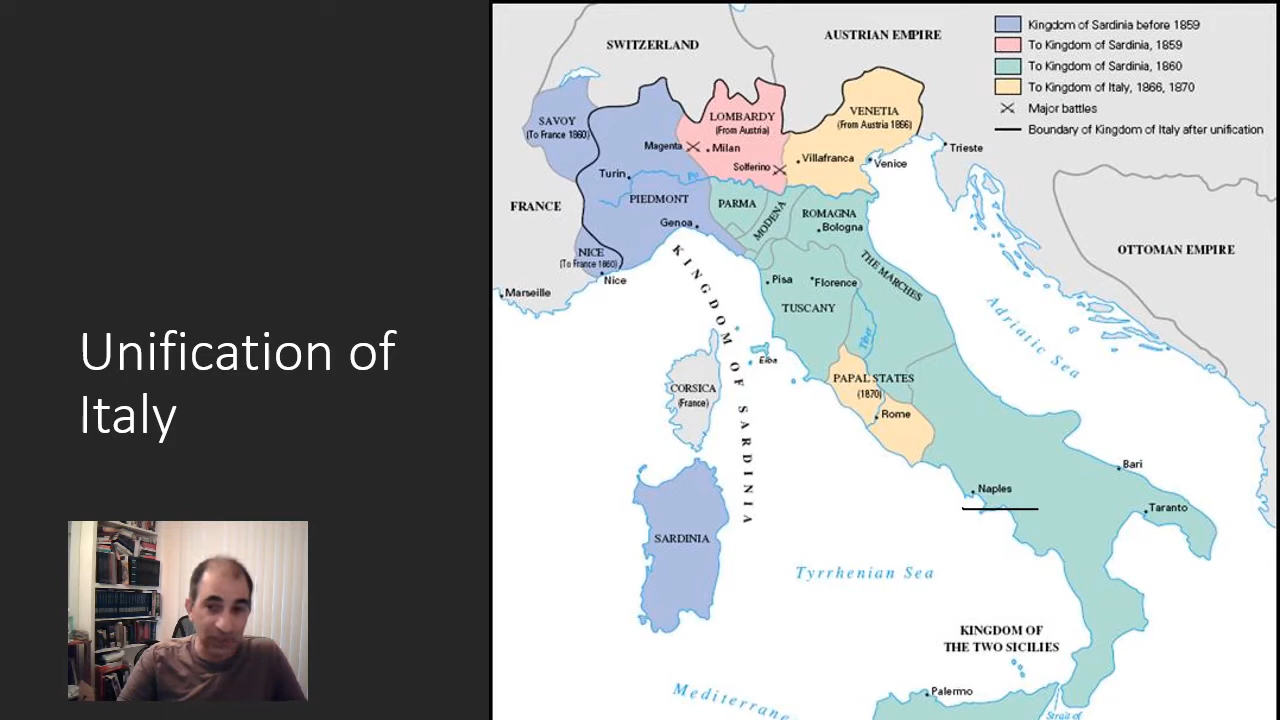 Unification of
Italy
Kingdom of Sardinia before 1859
To Kingdom of Sardinia, 1859
To Kingdom of Sardinia, 1860
To Kingdom of Italy, 1866, 1870
Major battles
Boundary of Kingdom of Italy after unification
SWITZERLAND
AUSTRIAN EMPIRE
SAVOY
(To France 1860)
LOMBARDY
(From Austria)
VENETIA
(From Austria 1866)
Magenta
Milan
Solferino
Villafranca
Venice
Trieste
Turin
Po
PIEDMONT
FRANCE
Genoa
PARMA
MODENA
ROMAGNA
Bologna
OTTOMAN EMPIRE
NICE
(To France 1860)
Nice
Marseille
Pisa
Florence
THE MARCHES
TUSCANY
Tiber
Adriatic Sea
KINGDOM OF SARDINIA
Elba
CORSICA
(France)
PAPAL STATES
(1870)
Rome
Bari
Naples
Taranto
SARDINIA
Tyrrhenian Sea
KINGDOM OF
THE TWO SICILIES
Palermo
Mediterrane
Strait of